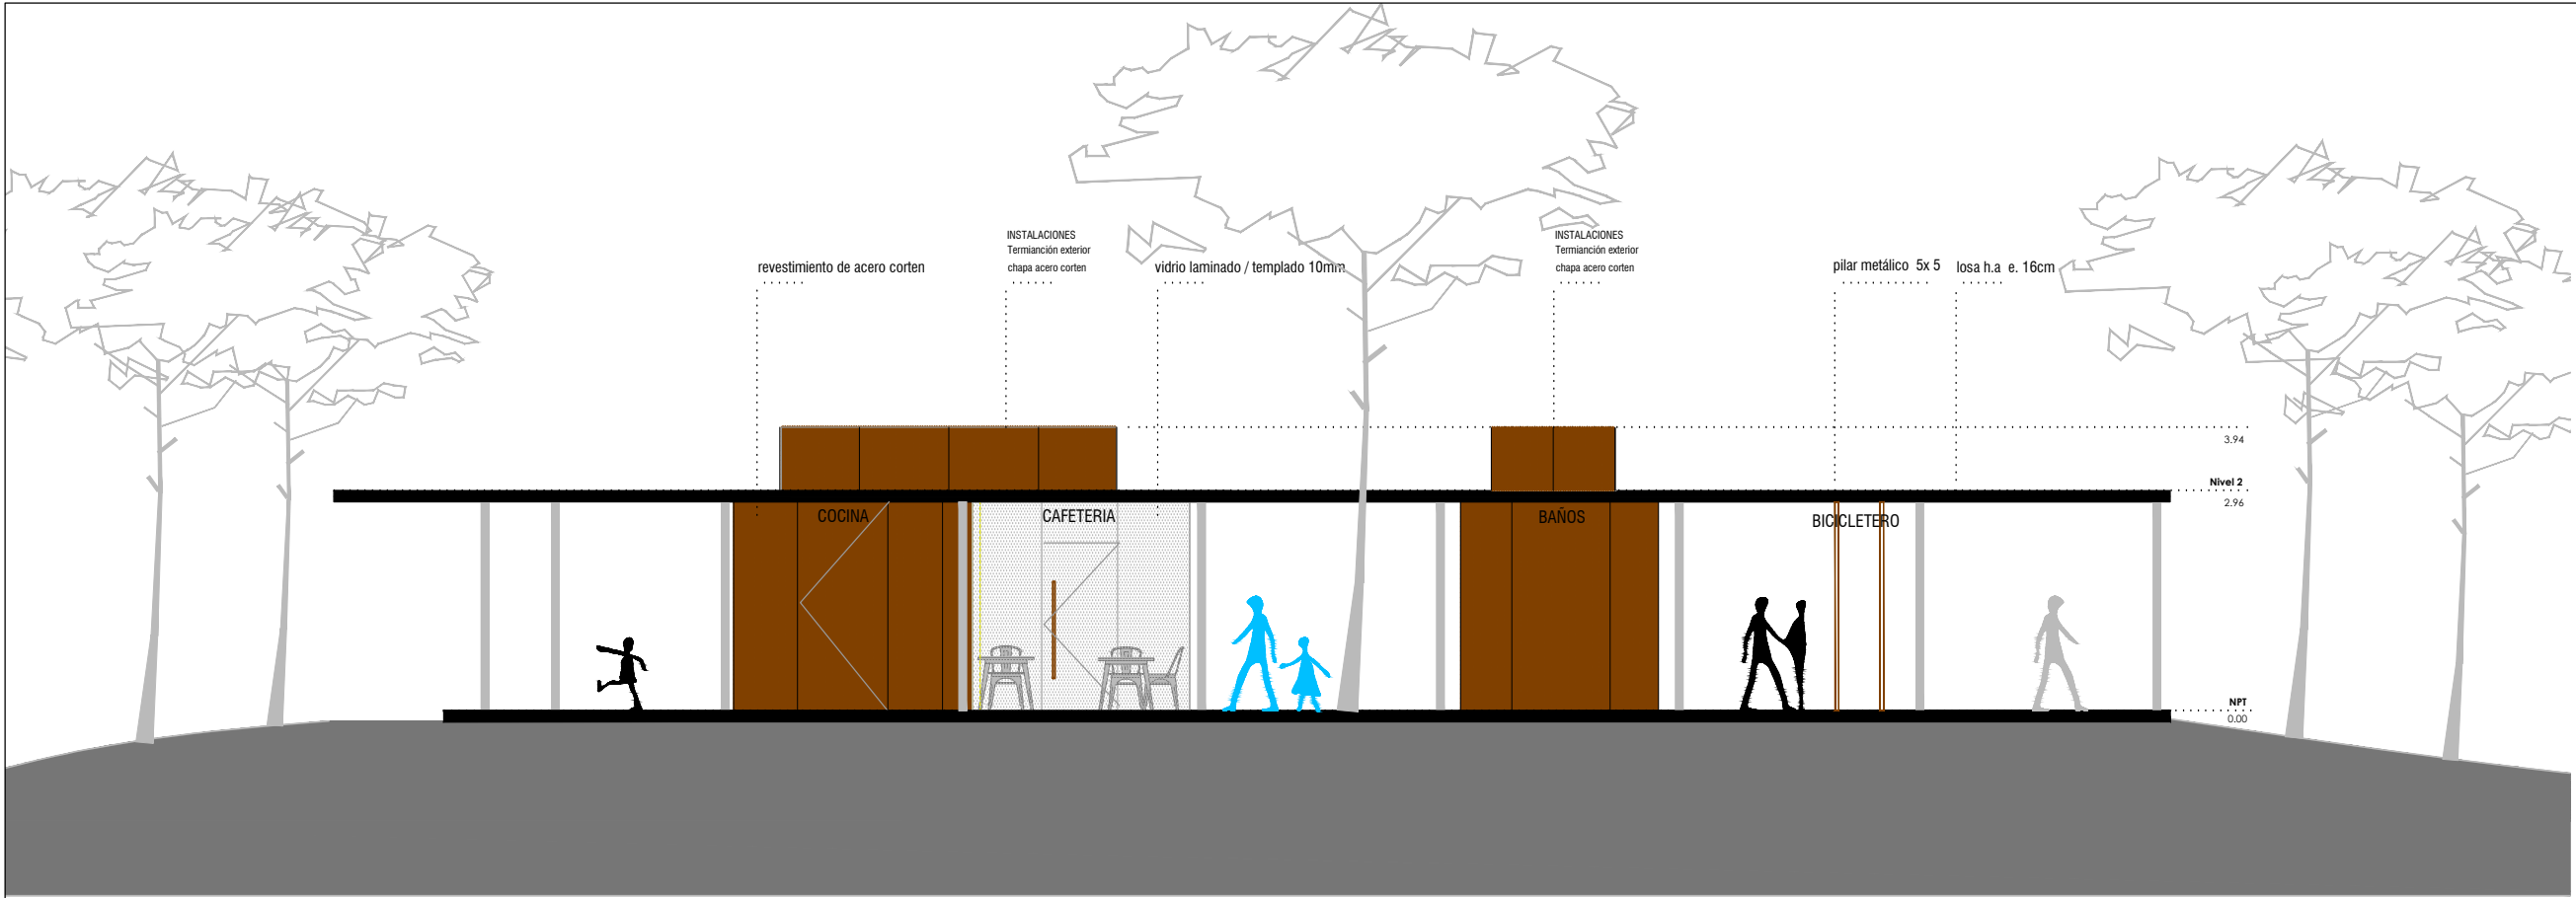 INSTALACIONES
Termianción exterior
chapa acero corten
INSTALACIONES
Termianción exterior
chapa acero corten
revestimiento de acero corten
vidrio laminado / templado 10mm
pilar metálico 5x 5
losa h.a e. 16cm
3.94
Nivel 2
2.96
COCINA
CAFETERIA
BAÑOS
BICICLETERO
NPT
0.00